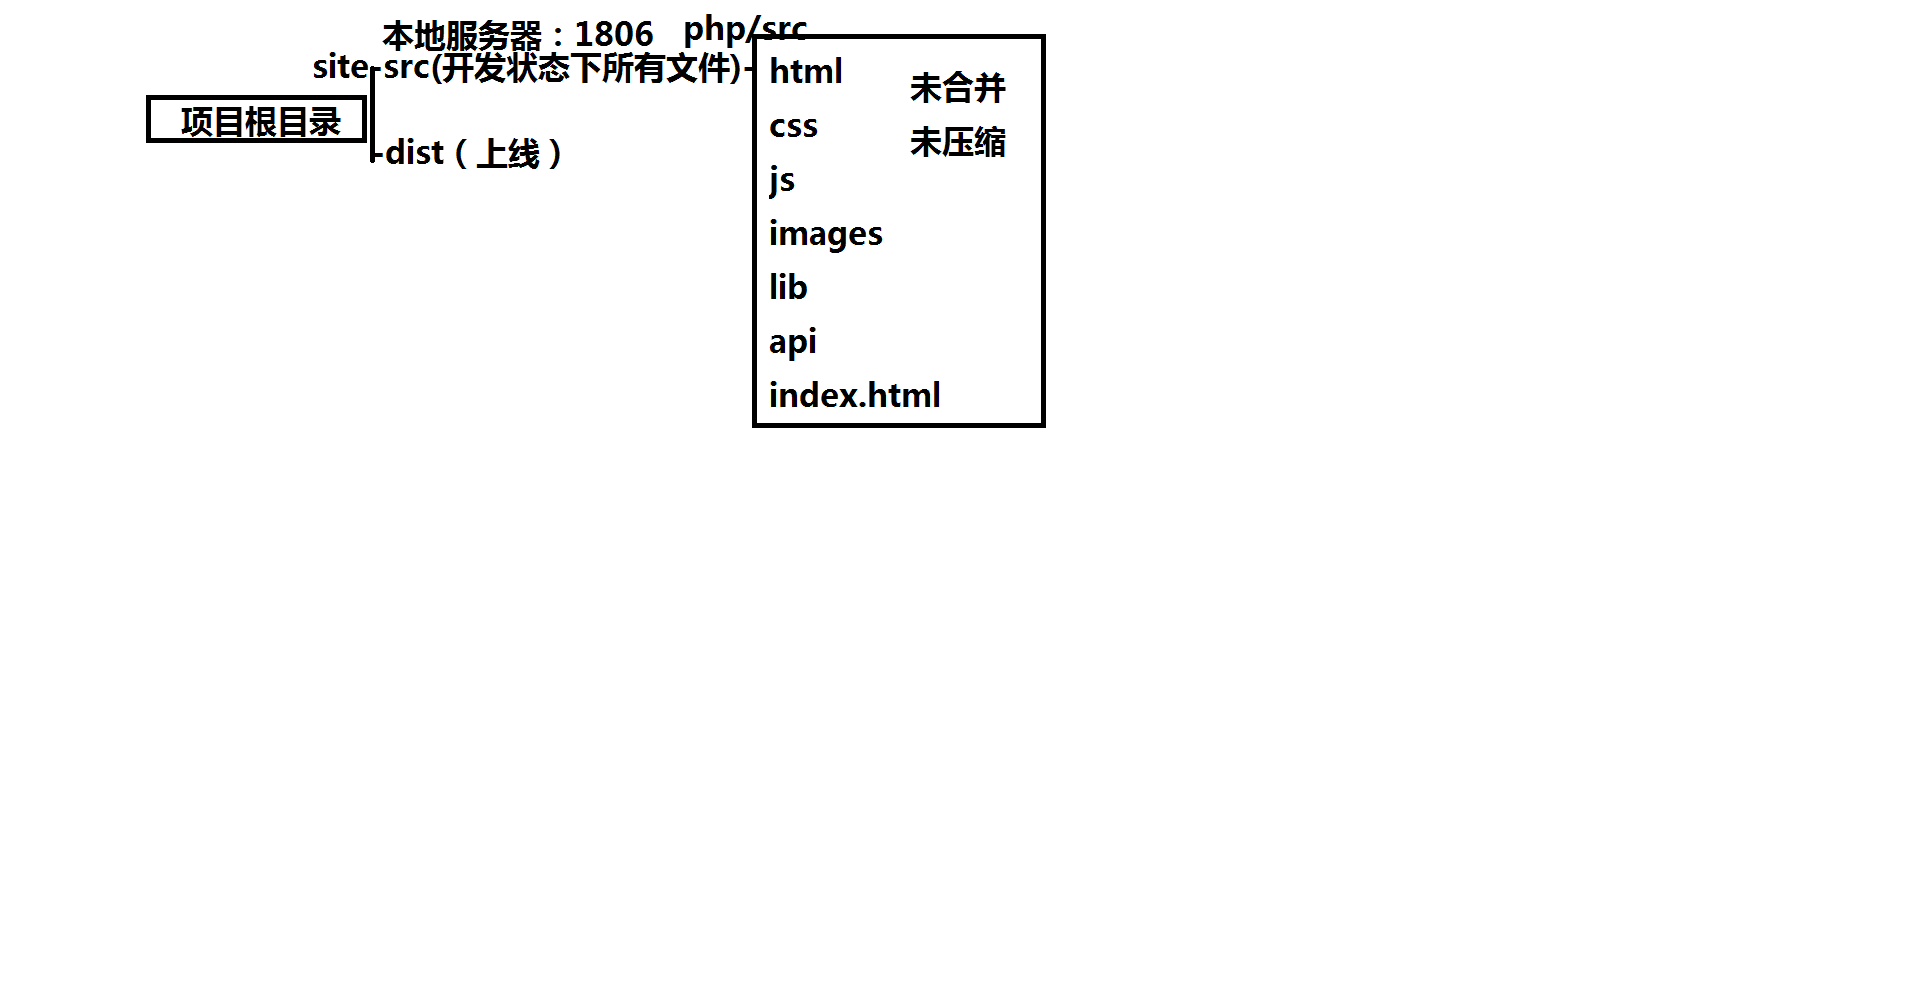 本地服务器：1806 php/src
site-src(开发状态下所有文件)-
项目根目录
-dist（上线）
html
未合并
css
未压缩
js
images
lib
api
index.html